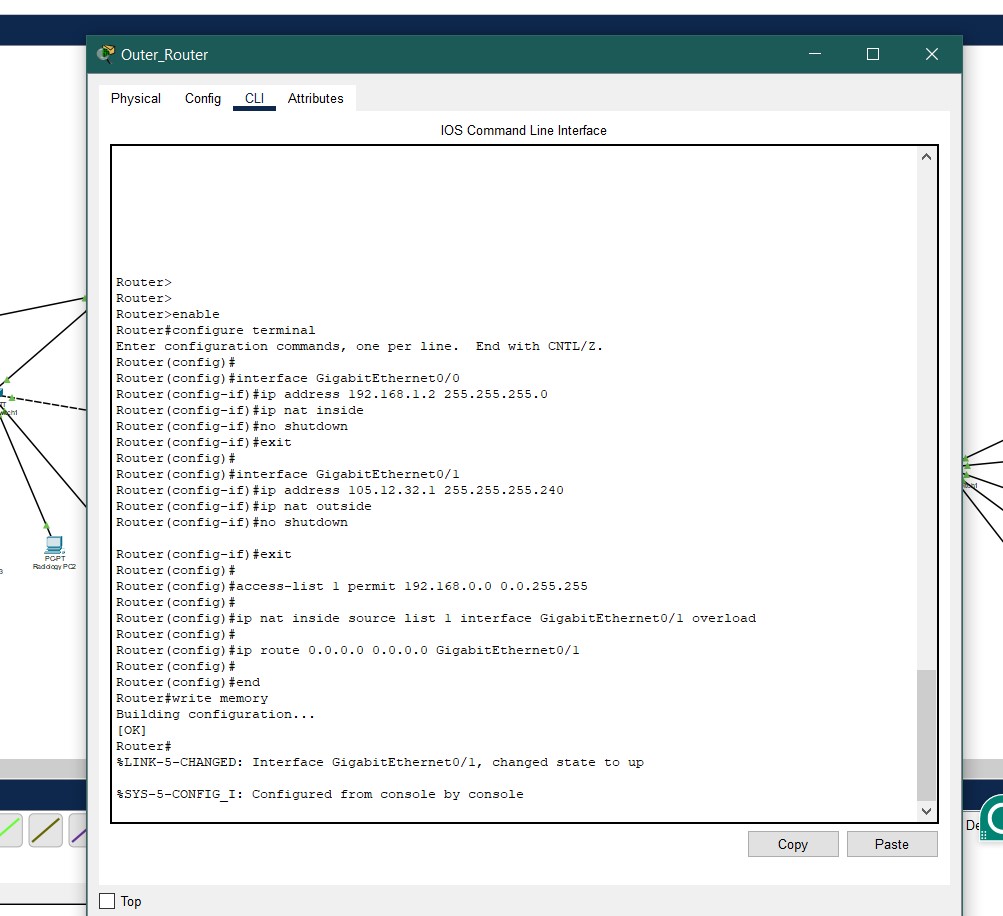 Outer_Router
Physical Config CLI Attributes
IOS Command Line Interface
Router>
Router>
Router>enable
Router#configure terminal
Enter configuration commands, one per line.  End with CNTL/Z.
Router(config)#
Router(config)#interface GigabitEthernet0/0
Router(config-if)#ip address 192.168.1.2 255.255.255.0
Router(config-if)#ip nat inside
Router(config-if)#no shutdown
Router(config-if)#exit
Router(config)#
Router(config)#interface GigabitEthernet0/1
Router(config-if)#ip address 105.12.32.1 255.255.255.240
Router(config-if)#ip nat outside
Router(config-if)#no shutdown
Router(config-if)#exit
Router(config)#
Router(config)#access-list 1 permit 192.168.0.0 0.0.255.255
Router(config)#
Router(config)#ip nat inside source list 1 interface GigabitEthernet0/1 overload
Router(config)#
Router(config)#ip route 0.0.0.0 0.0.0.0 GigabitEthernet0/1
Router(config)#
Router(config)#end
Router#write memory
Building configuration...
[OK]
Router#
%LINK-5-CHANGED: Interface GigabitEthernet0/1, changed state to up
%SYS-5-CONFIG_I: Configured from console by console
Copy Paste
Top
PC-PT
Radiology PC2
De